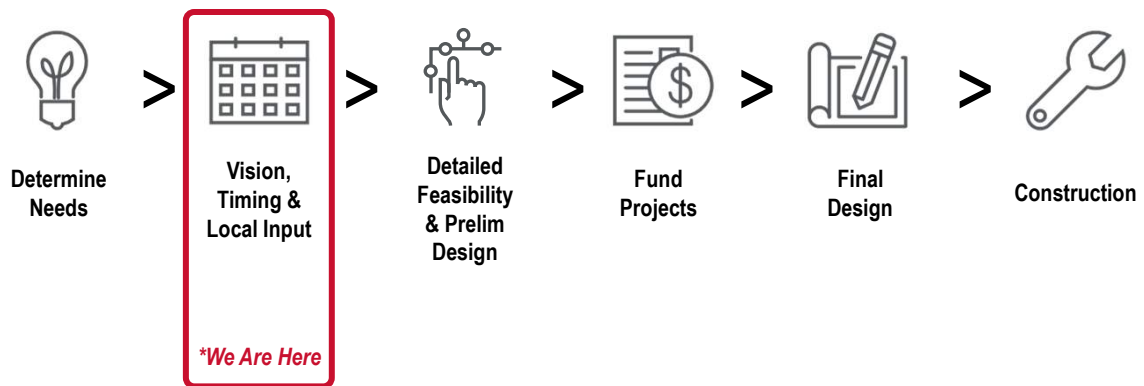 >
>
>
>
>
$
Determine
Needs
Vision,
Timing &
Local Input
*We Are Here
Detailed
Feasibility
& Prelim
Design
Fund
Projects
Final
Design
Construction